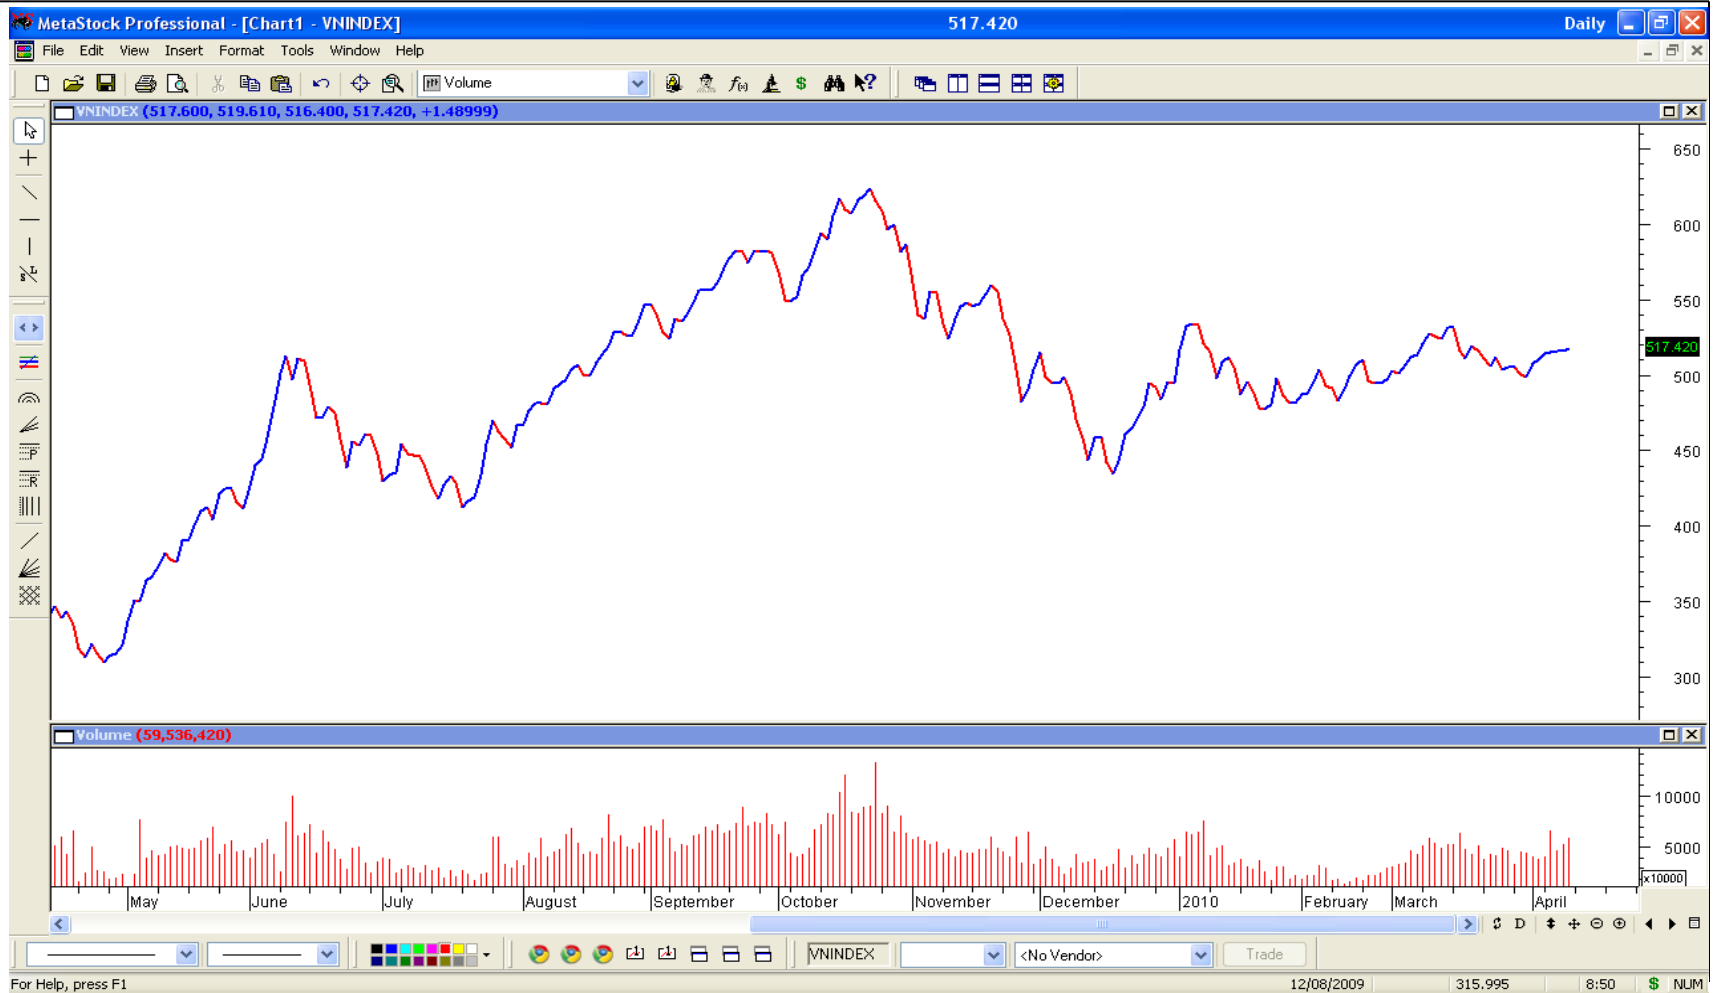 MetaStock Professional - [Chart1 - VNINDEX] 517.420 Daily
File Edit View Insert Format Tools Window Help
Volume
VNINDEX (517.600, 519.610, 516.400, 517.420, +1.48999)
650
600
550
517.420
500
450
400
350
300
Volume (59,536,420)
10000
5000
x10000
May June July August September October November December 2010 February March April
VNINDEX <No Vendor> Trade
For Help, press F1 12/08/2009 315.995 8:50 $ NUM